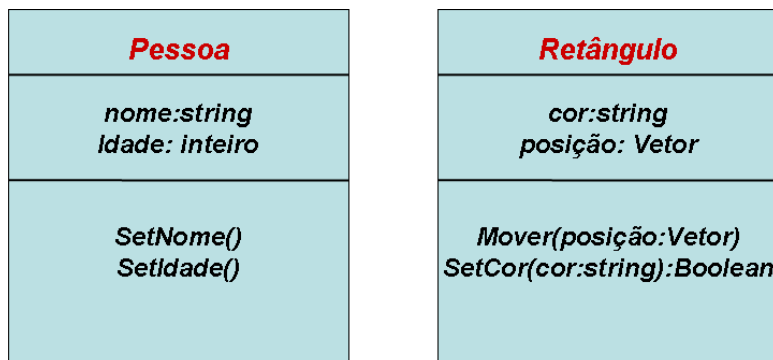 Pessoa
nome:string
Idade: inteiro
SetNome()
SetIdade()
Retângulo
cor:string
posição: Vetor
Mover(posição:Vetor)
SetCor(cor:string):Boolean